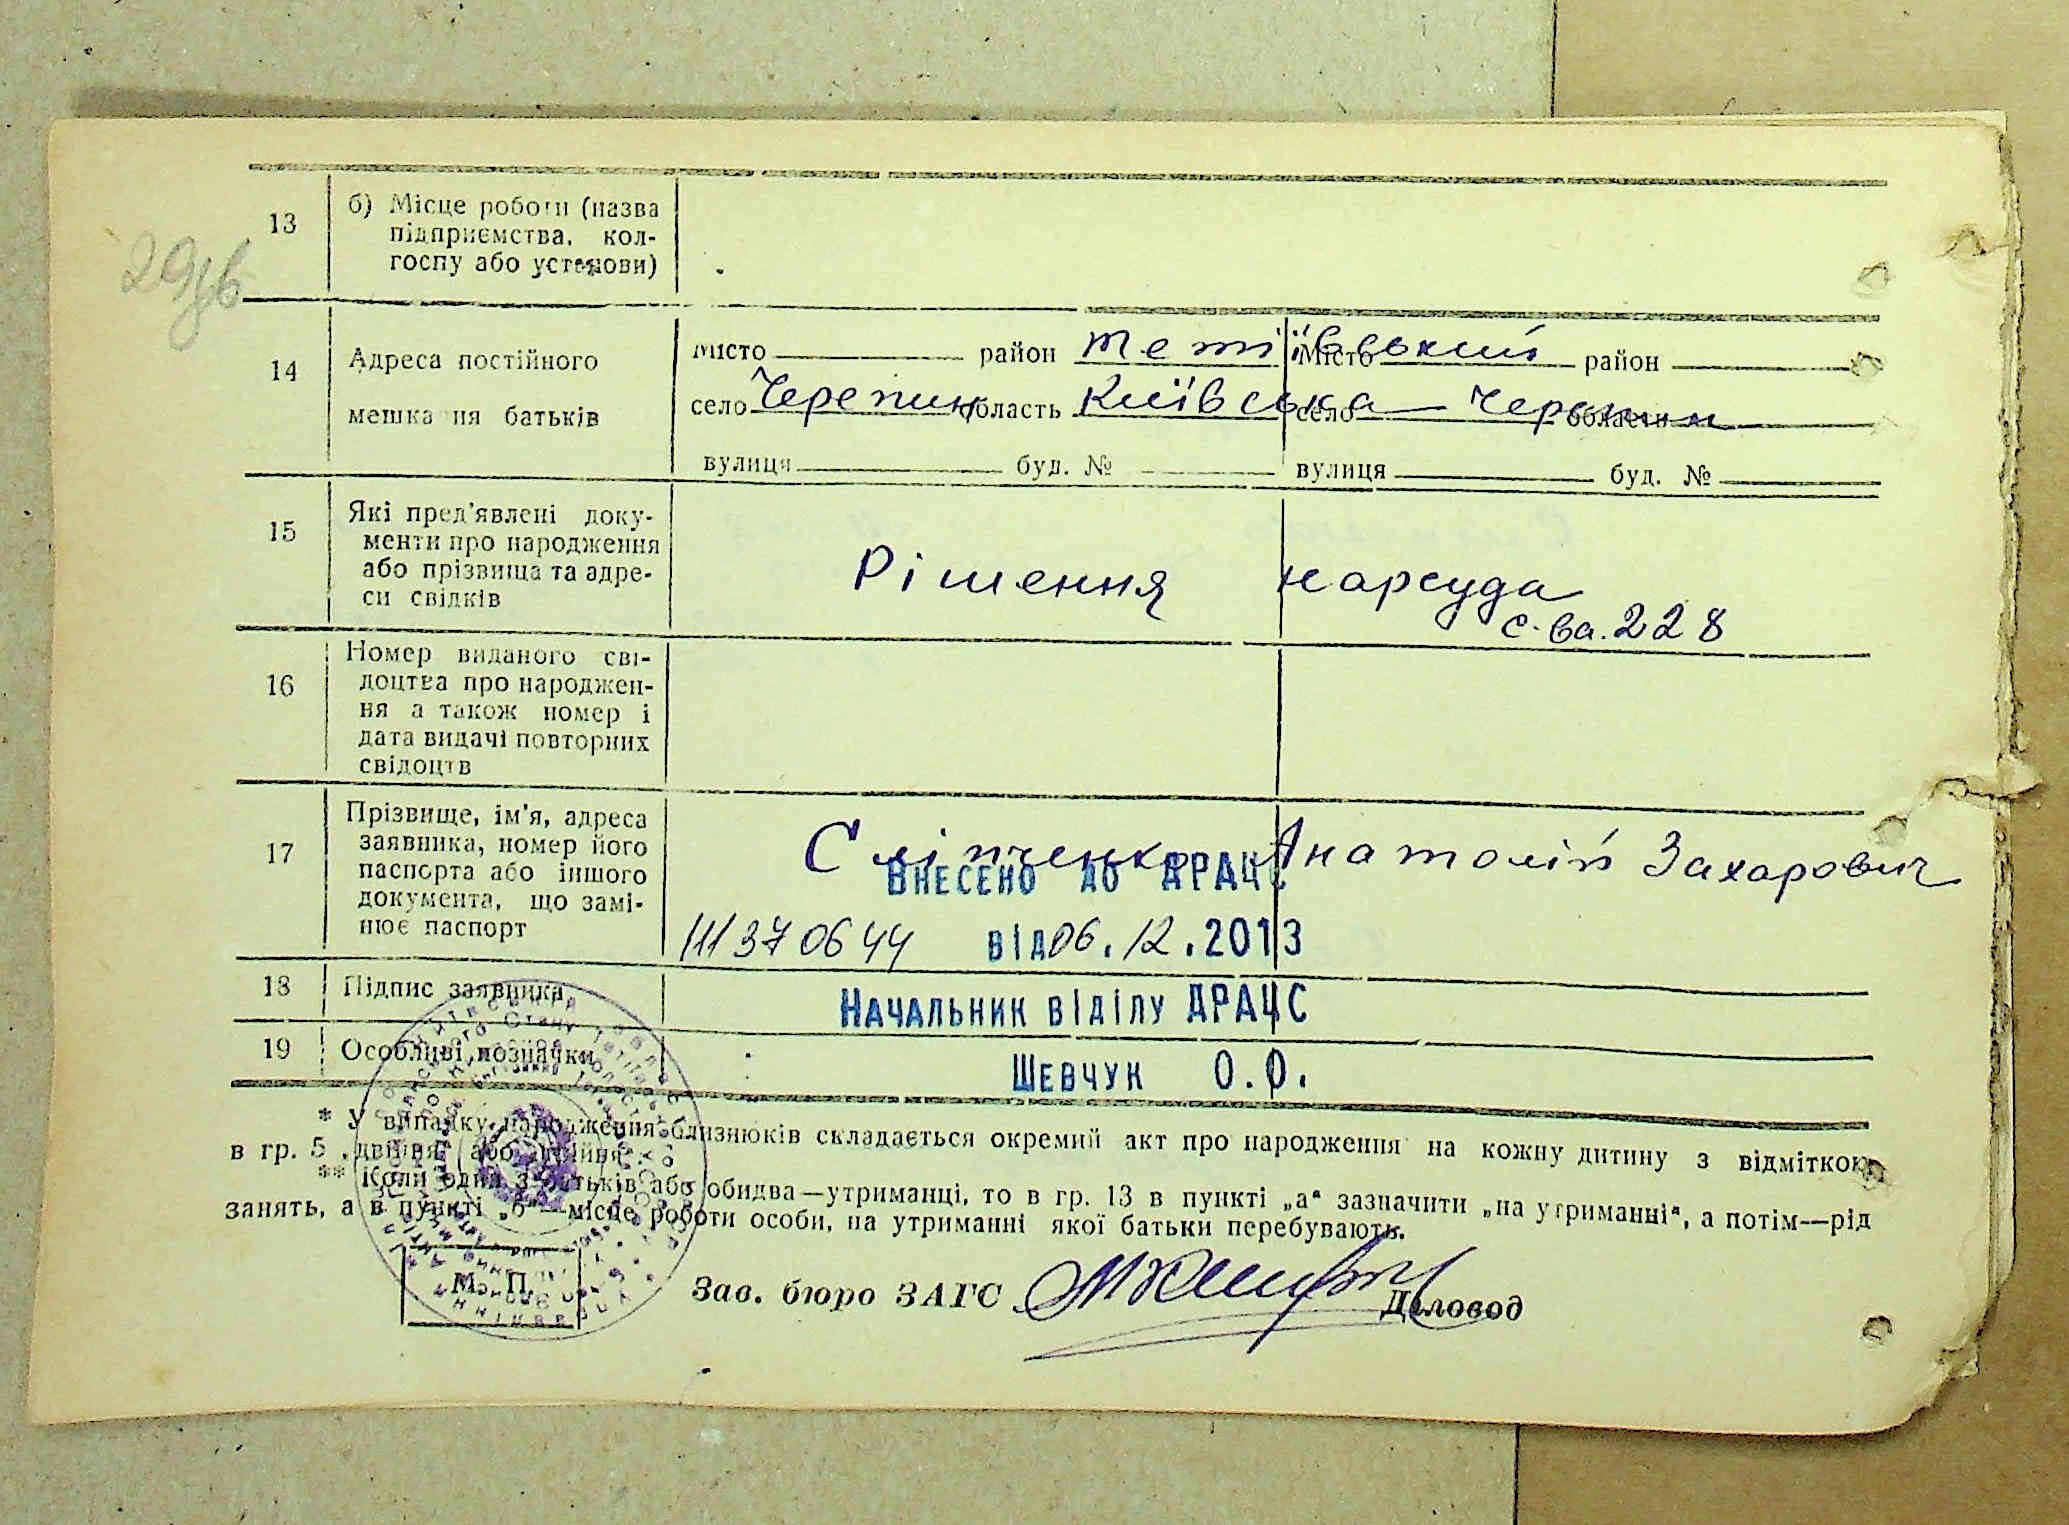 29зв
13
б) Місце роботи (назва
підприємства, кол-
госпу або установи)
14
Адреса постійного
мешка ня батьків
місто район Тетіївський місто район
село Черепин область Київська село Черепин область
вулиця буд. № вулиця буд. №
15
Які пред'явлені доку-
менти про народження
або прізвища та адре-
си свідків
Рішення нарсуда
с-ва. 228
16
Номер виданого сві-
доцтва про народжен-
ня а також номер і
дата видачі повторних
свідоцтв
17
Прізвище, ім'я, адреса
заявника, номер його
паспорта або іншого
документа, що замі-
нює паспорт
Сліпченко Анатолій Захарович
Внесено до ДРАЦС
111370644 від 06.12.2013
18
Підпис заявника
Начальник відділу ДРАЦС
19
Особливі позначки
Шевчук О.О.
* У випадку народження близнюків складається окремий акт про народження на кожну дитину з відміткою
в гр. 5 „двійня" або „трійня".
** Коли один з батьків або обидва—утриманці, то в гр. 13 в пункті „а" зазначити „на утриманні", а потім—рід
занять, а в пункті „б"—місце роботи особи, на утриманні якої батьки перебувають.
М. П.
Зав. бюро ЗАГС
Діловод